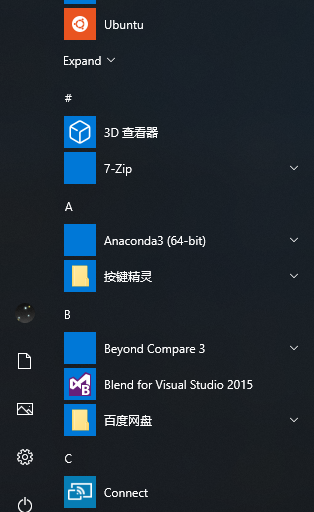 Ubuntu
Expand
#
3D 查看器
7-Zip
A
Anaconda3 (64-bit)
按键精灵
B
Beyond Compare 3
Blend for Visual Studio 2015
百度网盘
C
Connect